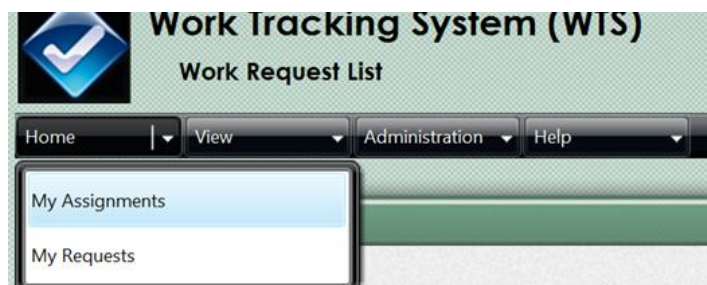 Work Tracking System (WTS)
Work Request List
Home View Administration Help
My Assignments
My Requests